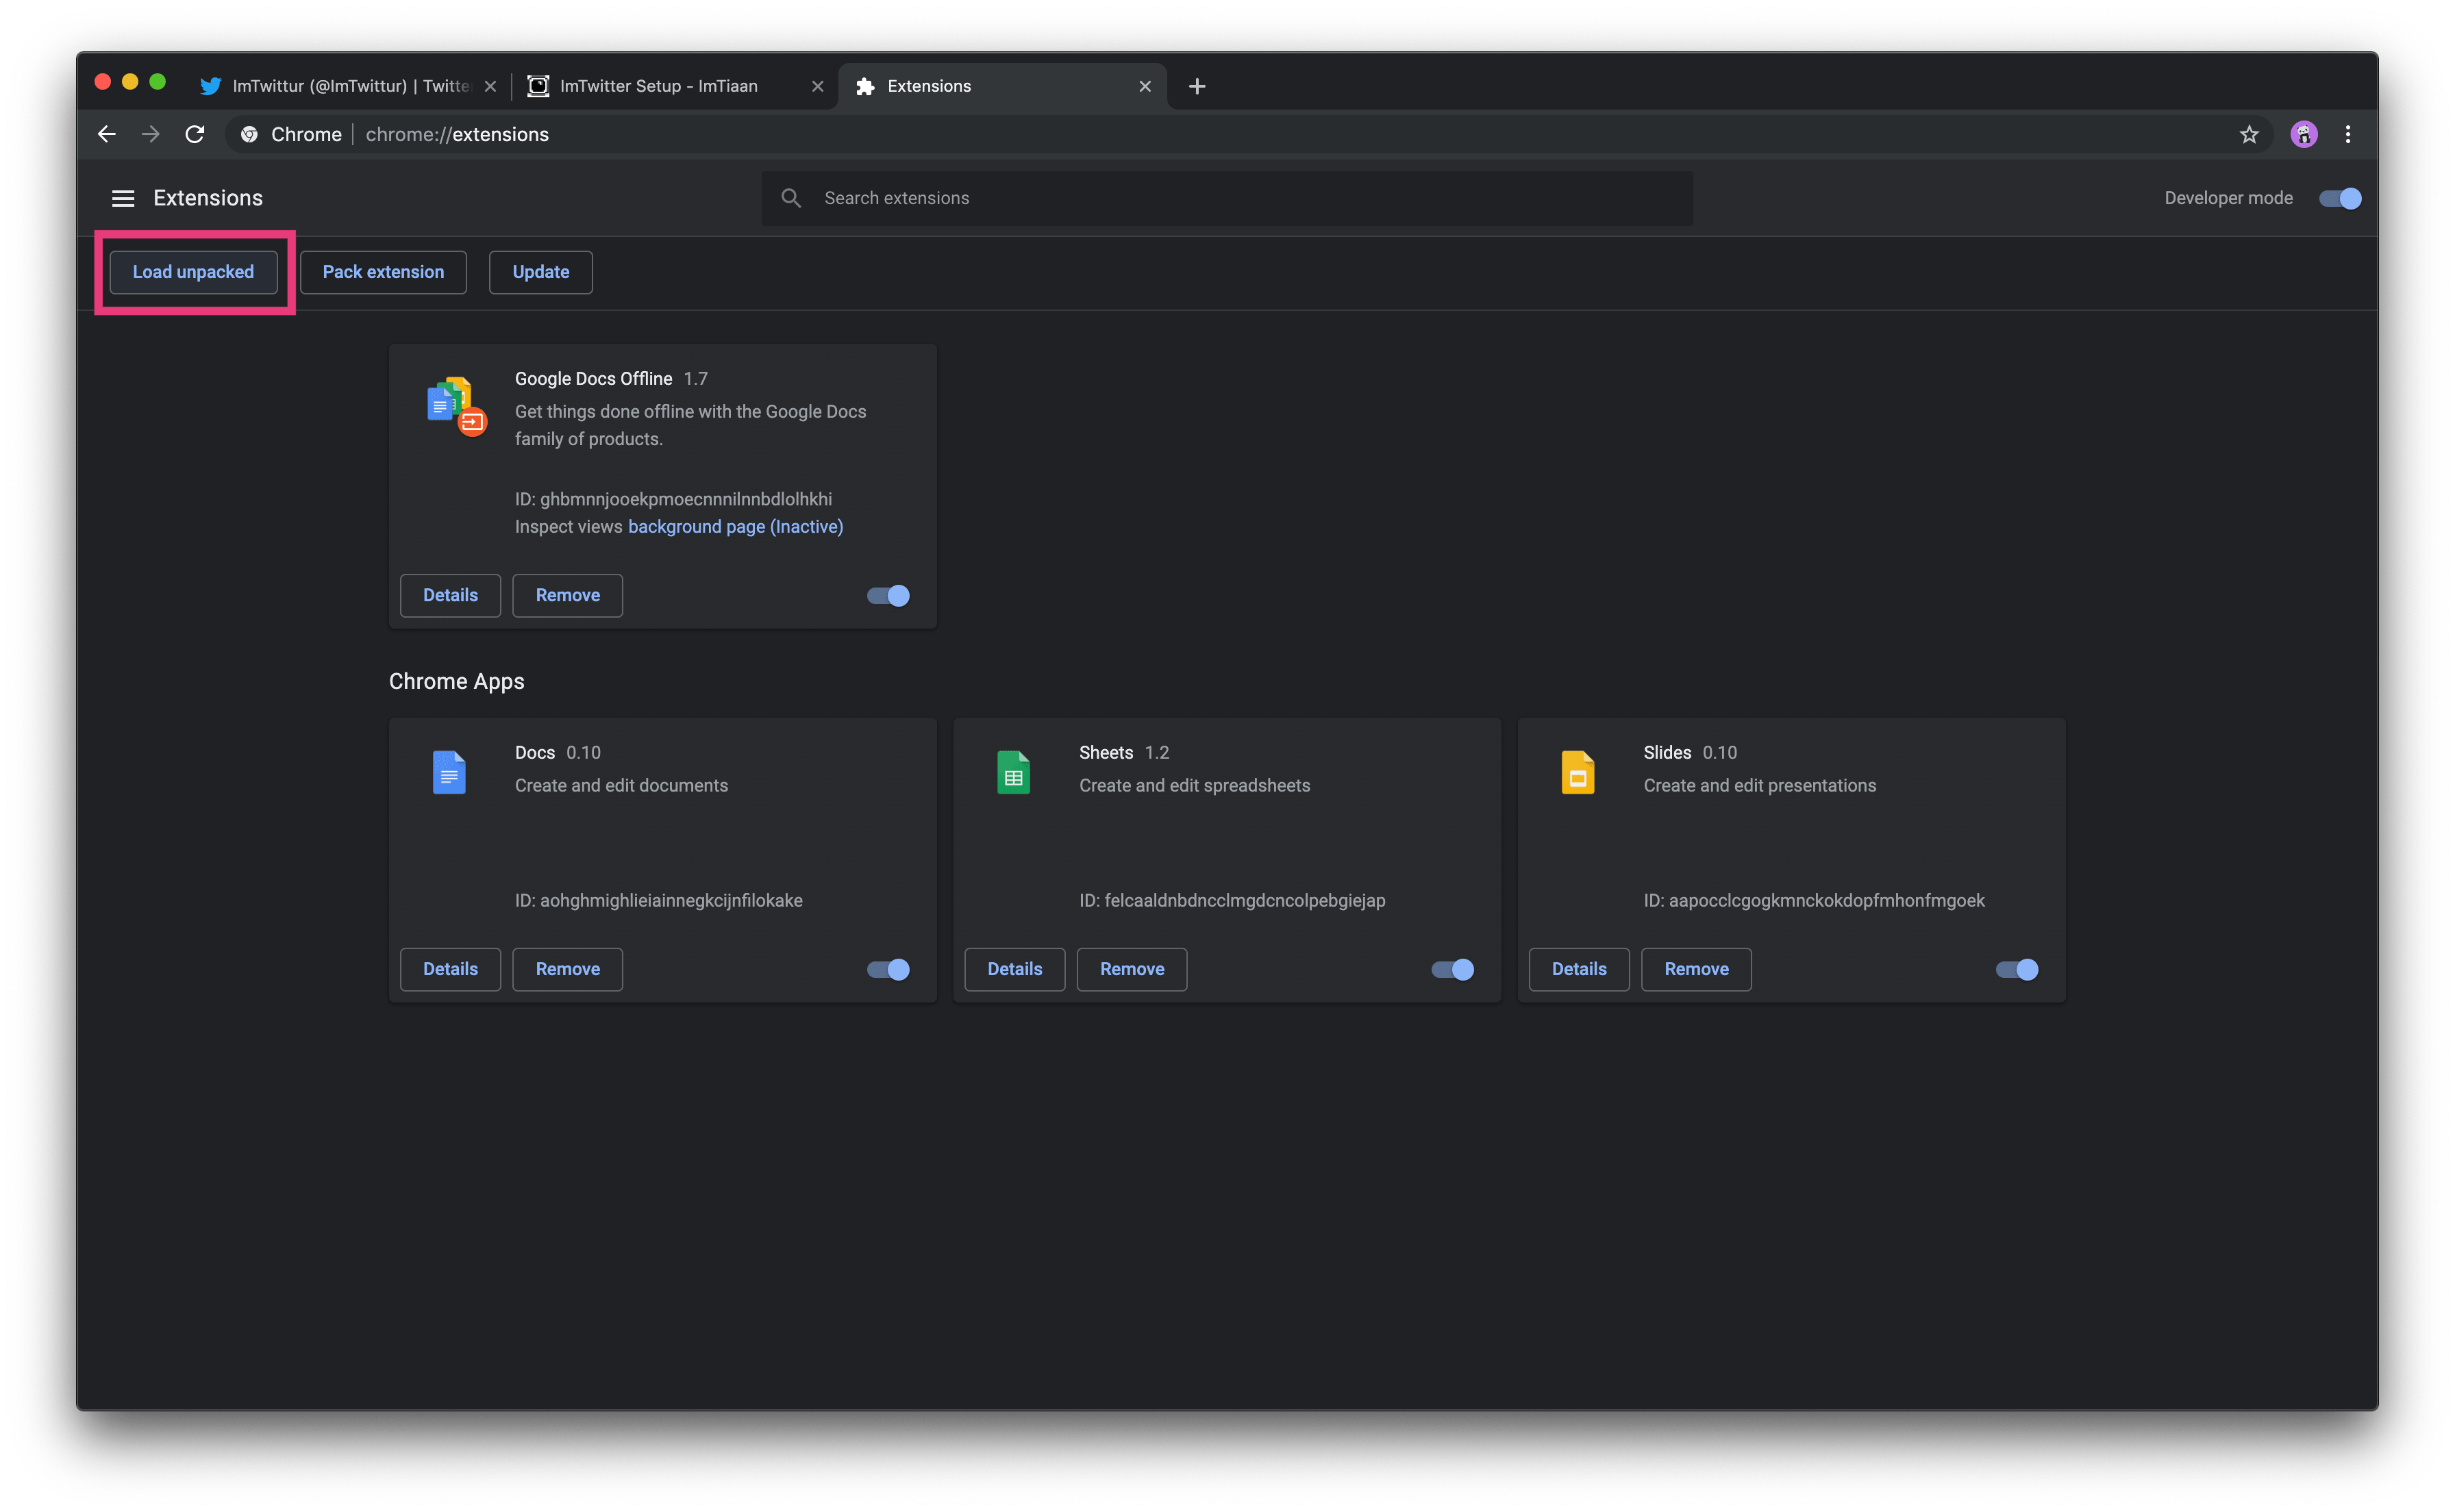 ImTwittur (@ImTwittur) | Twitte
ImTwitter Setup - ImTiaan
Extensions
Chrome | chrome://extensions
Extensions
Search extensions
Developer mode
Load unpacked
Pack extension
Update
Google Docs Offline 1.7
Get things done offline with the Google Docs
family of products.
ID: ghbmnnjooekpmoecnnnilnnbdlolhkhi
Inspect views background page (Inactive)
Details
Remove
Chrome Apps
Docs 0.10
Create and edit documents
ID: aohghmighlieiainnegkcijnfilokake
Details
Remove
Sheets 1.2
Create and edit spreadsheets
ID: felcaaldnbdncclmgdcncolpebgiejap
Details
Remove
Slides 0.10
Create and edit presentations
ID: aapocclcgogkmnckokdopfmhonfmgoek
Details
Remove